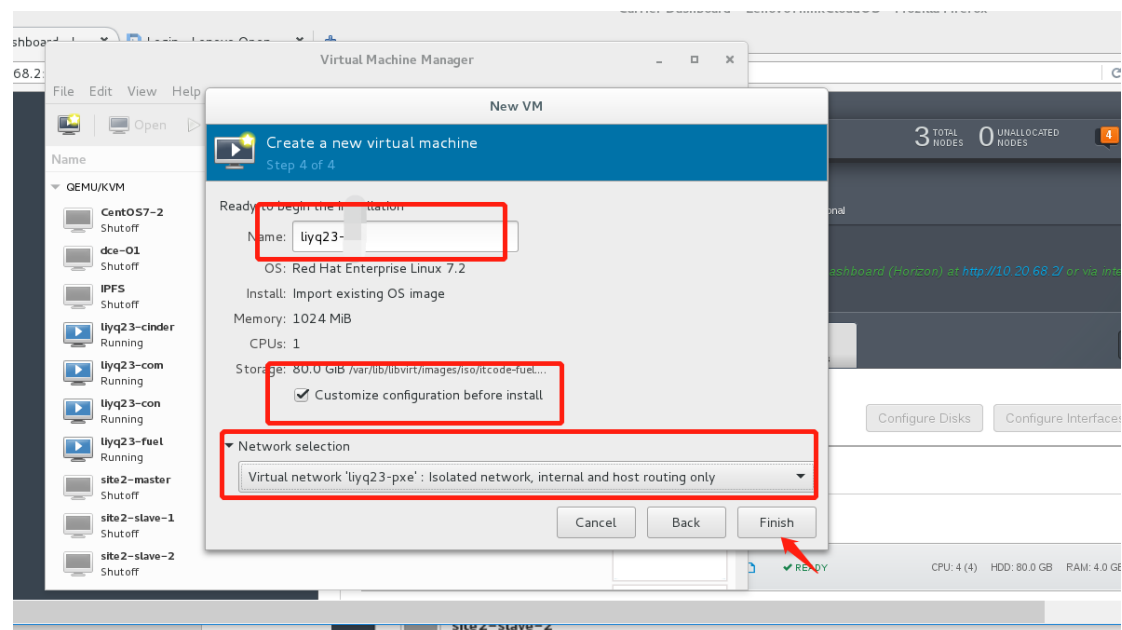 Virtual Machine Manager
68.2:
File Edit View Help
New VM
Open
Create a new virtual machine
Step 4 of 4
3 TOTAL NODES 0 UNALLOCATED NODES 4
Name
QEMU/KVM
CentOS7-2
Shutoff
dce-01
Shutoff
IPFS
Shutoff
liyq23-cinder
Running
liyq23-com
Running
liyq23-con
Running
liyq23-fuel
Running
site2-master
Shutoff
site2-slave-1
Shutoff
site2-slave-2
Shutoff
Ready to begin the
Name: liyq23-
OS: Red Hat Enterprise Linux 7.2
Install: Import existing OS image
Memory: 1024 MiB
CPUs: 1
Storage: 80.0 GiB /var/lib/libvirt/images/iso/itcode-fuel...
Customize configuration before install
Network selection
Virtual network 'liyq23-pxe' : Isolated network, internal and host routing only
Cancel Back Finish
onal
ashboard (Horizon) at http://10.20.68.2/ or via inte
Configure Disks Configure Interfaces
READY CPU: 4 (4) HDD: 80.0 GB RAM: 4.0 GB
site2-slave-2